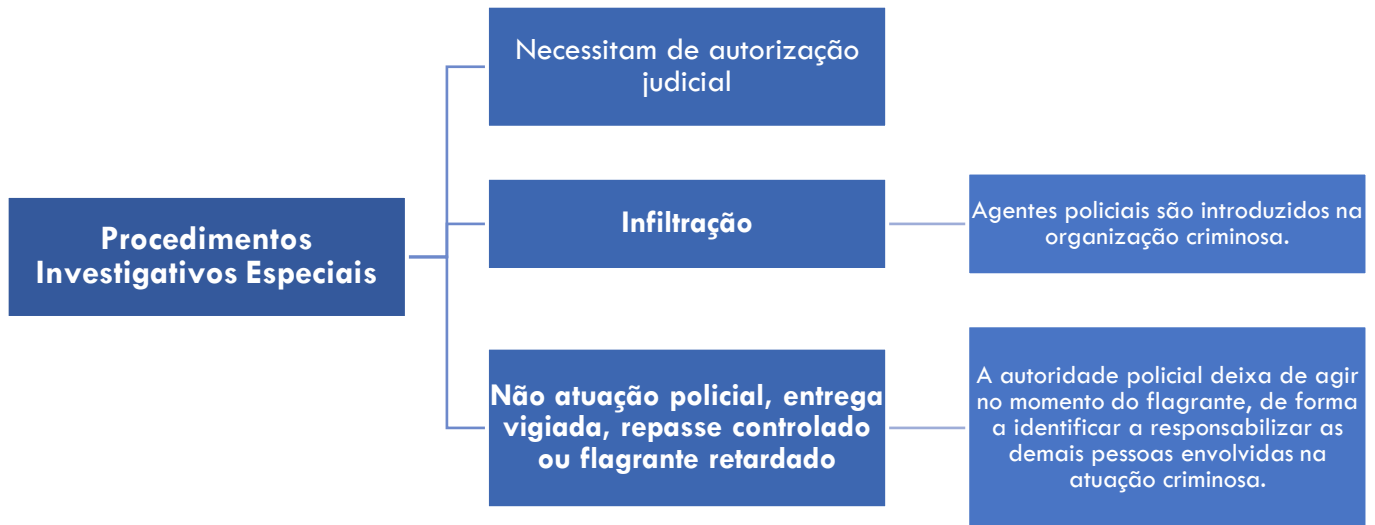 Necessitam de autorização
judicial
Procedimentos
Investigativos Especiais
Infiltração
Agentes policiais são introduzidos na
organização criminosa.
Não atuação policial, entrega
vigiada, repasse controlado
ou flagrante retardado
A autoridade policial deixa de agir
no momento do flagrante, de forma
a identificar a responsabilizar as
demais pessoas envolvidas na
atuação criminosa.